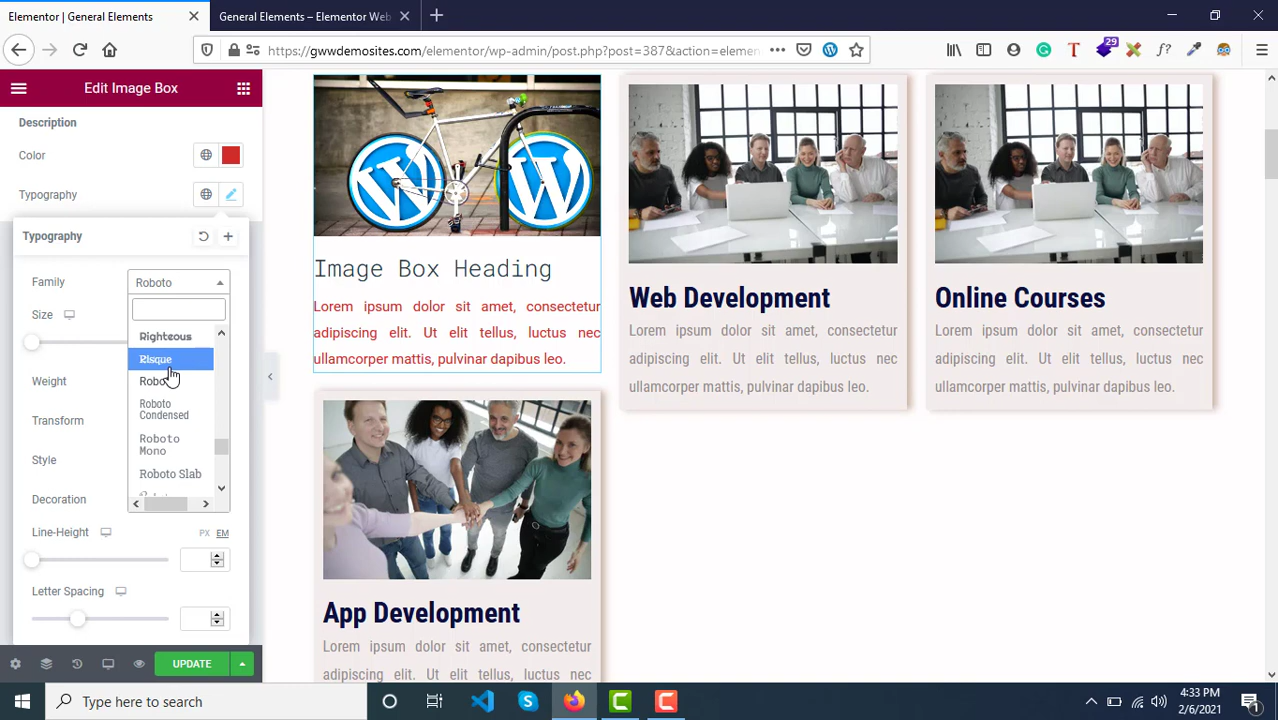 Elementor | General Elements
General Elements – Elementor Web
https://gwwdemosites.com/elementor/wp-admin/post.php?post=387&action=elemen
29
Edit Image Box
Description
Color
Typography
Typography
Family
Roboto
Size
Righteous
Risque
Weight
Roboto
Roboto
Condensed
Transform
Roboto
Mono
Style
Roboto Slab
Decoration
Line-Height
PX EM
Letter Spacing
UPDATE
Image Box Heading
Lorem ipsum dolor sit amet, consectetur
adipiscing elit. Ut elit tellus, luctus nec
ullamcorper mattis, pulvinar dapibus leo.
Web Development
Lorem ipsum dolor sit amet, consectetur
adipiscing elit. Ut elit tellus, luctus nec
ullamcorper mattis, pulvinar dapibus leo.
Online Courses
Lorem ipsum dolor sit amet, consectetur
adipiscing elit. Ut elit tellus, luctus nec
ullamcorper mattis, pulvinar dapibus leo.
App Development
Lorem ipsum dolor sit amet, consectetur
adipiscing elit. Ut elit tellus, luctus nec
Type here to search
4:33 PM
2/6/2021
1